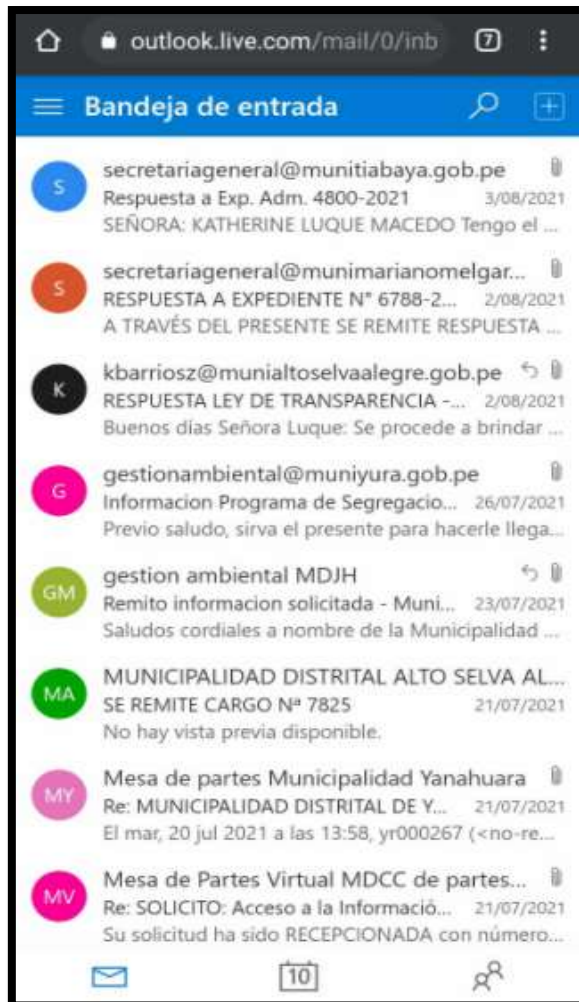 outlook.live.com/mail/0/inb 7
Bandeja de entrada
S secretariageneral@munitiabaya.gob.pe
Respuesta a Exp. Adm. 4800-2021 3/08/2021
SEÑORA: KATHERINE LUQUE MACEDO Tengo el ...
S secretariageneral@munimarianomelgar...
RESPUESTA A EXPEDIENTE N° 6788-2... 2/08/2021
A TRAVÉS DEL PRESENTE SE REMITE RESPUESTA ...
K kbarriosz@munialtoselvaalegre.gob.pe
RESPUESTA LEY DE TRANSPARENCIA -... 2/08/2021
Buenos días Señora Luque: Se procede a brindar ...
G gestionambiental@muniyura.gob.pe
Informacion Programa de Segregacio... 26/07/2021
Previo saludo, sirva el presente para hacerle llega...
GM gestion ambiental MDJH
Remito informacion solicitada - Muni... 23/07/2021
Saludos cordiales a nombre de la Municipalidad ...
MA MUNICIPALIDAD DISTRITAL ALTO SELVA AL...
SE REMITE CARGO Nª 7825 21/07/2021
No hay vista previa disponible.
MY Mesa de partes Municipalidad Yanahuara
Re: MUNICIPALIDAD DISTRITAL DE Y... 21/07/2021
El mar, 20 jul 2021 a las 13:58, yr000267 (<no-re...
MV Mesa de Partes Virtual MDCC de partes...
Re: SOLICITO: Acceso a la Informació... 21/07/2021
Su solicitud ha sido RECEPCIONADA con número...
10